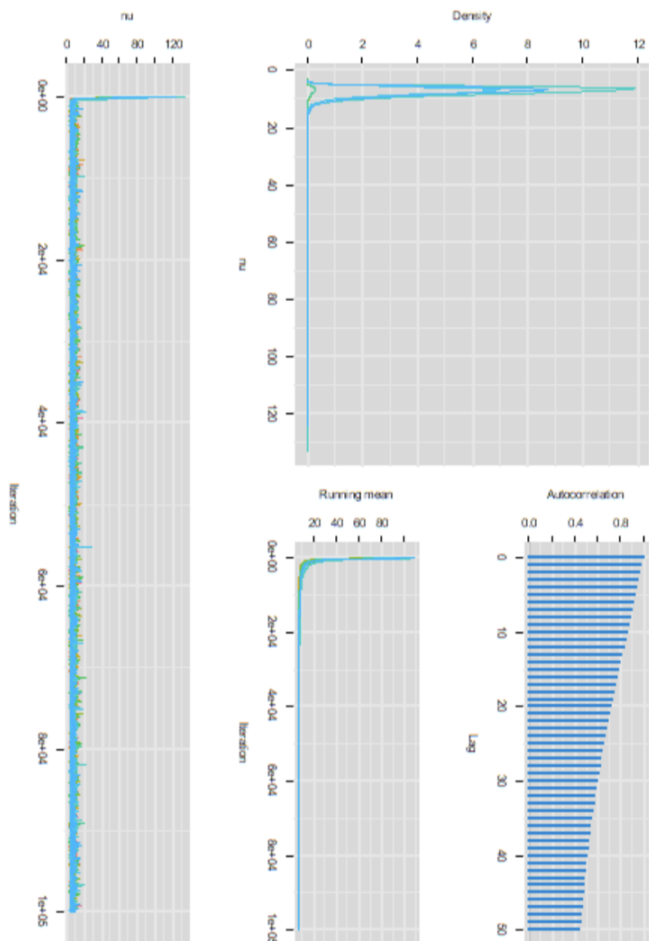 Density
0 2 4 6 8 10 12
0 20 40 60 80 100 120
nu
Autocorrelation
0.0 0.4 0.8
0 10 20 30 40 50
Lag
Running mean
20 40 60 80
0e+00 2e+04 4e+04 6e+04 8e+04 1e+05
Iteration
nu
0 40 80 120
0e+00 2e+04 4e+04 6e+04 8e+04 1e+05
Iteration